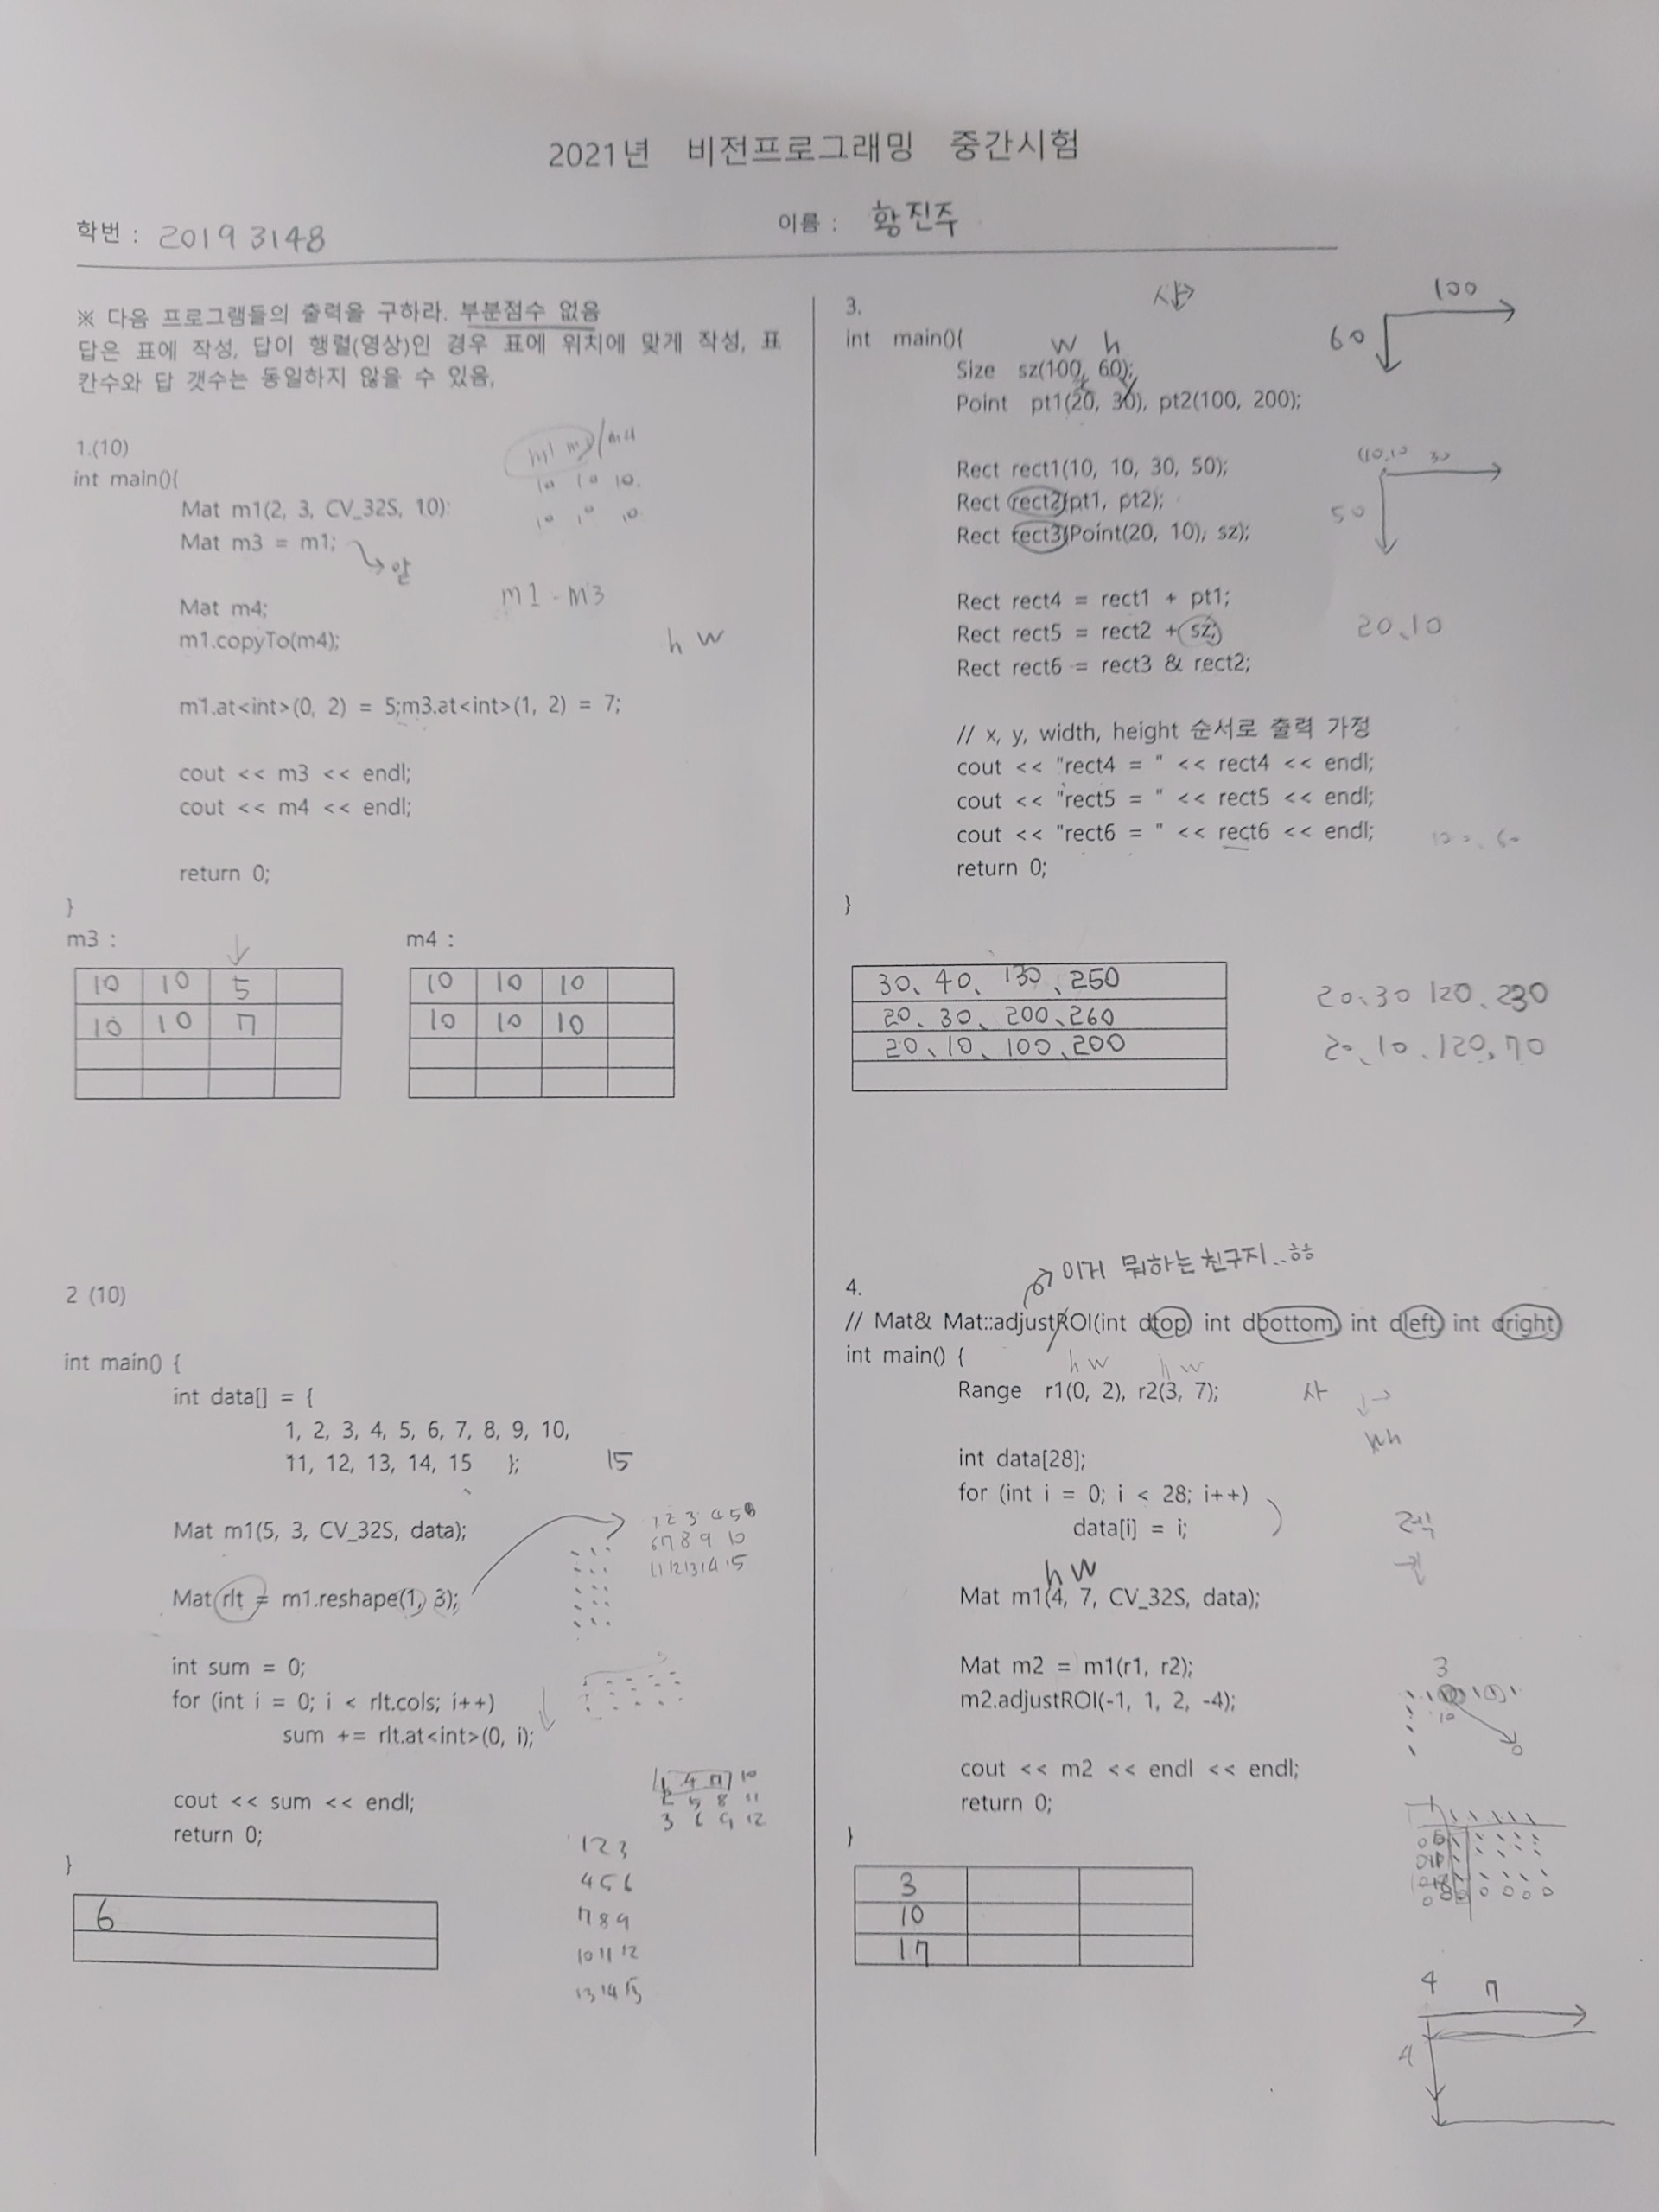 2021년 비전프로그래밍 중간시험
학번 : 20193148
이름 : 황진주
※ 다음 프로그램들의 출력을 구하라. 부분점수 없음
답은 표에 작성, 답이 행렬(영상)인 경우 표에 위치에 맞게 작성, 표
칸수와 답 갯수는 동일하지 않을 수 있음,
1.(10)
m1 m3/m4
int main(){
10 10 10.
Mat m1(2, 3, CV_32S, 10):
10 10 10
Mat m3 = m1;
얕
m1 - m3
Mat m4;
m1.copyTo(m4);
h w
m1.at<int>(0, 2) = 5;m3.at<int>(1, 2) = 7;
cout << m3 << endl;
cout << m4 << endl;
return 0;
}
m3 :
10 10 5
10 10 7
m4 :
10 10 10
10 10 10
2 (10)
int main() {
int data[] = {
1, 2, 3, 4, 5, 6, 7, 8, 9, 10,
11, 12, 13, 14, 15 };
15
Mat m1(5, 3, CV_32S, data);
1 2 3 4 5
6 7 8 9 10
11 12 13 14 15
Mat rlt = m1.reshape(1, 3);
int sum = 0;
for (int i = 0; i < rlt.cols; i++)
sum += rlt.at<int>(0, i);
1 4 7 10
2 5 8 11
3 6 9 12
cout << sum << endl;
return 0;
}
1 2 3
4 5 6
7 8 9
10 11 12
13 14 15
6
3.
int main(){
100
60
w h
Size sz(100, 60);
Point pt1(20, 30), pt2(100, 200);
(10,10 30
50
Rect rect1(10, 10, 30, 50);
Rect rect2(pt1, pt2);
Rect rect3(Point(20, 10), sz);
Rect rect4 = rect1 + pt1;
Rect rect5 = rect2 + sz;
20, 10
Rect rect6 = rect3 & rect2;
// x, y, width, height 순서로 출력 가정
cout << "rect4 = " << rect4 << endl;
cout << "rect5 = " << rect5 << endl;
cout << "rect6 = " << rect6 << endl;
return 0;
}
30, 40, 130, 250
20, 30, 200, 260
20, 10, 100, 200
20, 30 120, 230
20, 10, 120, 70
이거 뭐하는 친구지..ㅎㅎ
4.
// Mat& Mat::adjustROI(int dtop, int dbottom, int dleft, int dright)
int main() {
h w h w
Range r1(0, 2), r2(3, 7);
사
int data[28];
for (int i = 0; i < 28; i++)
data[i] = i;
h w
Mat m1(4, 7, CV_32S, data);
Mat m2 = m1(r1, r2);
m2.adjustROI(-1, 1, 2, -4);
3
10
cout << m2 << endl << endl;
return 0;
}
3
10
17
4 7
4